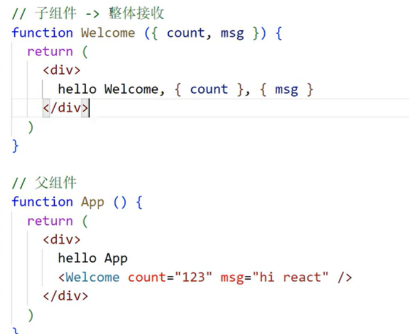 // 子组件 -> 整体接收
function Welcome ({ count, msg }) {
  return (
    <div>
      hello Welcome, { count }, { msg }
    </div>
  )
}

// 父组件
function App () {
  return (
    <div>
      hello App
      <Welcome count="123" msg="hi react" />
    </div>
  )
}